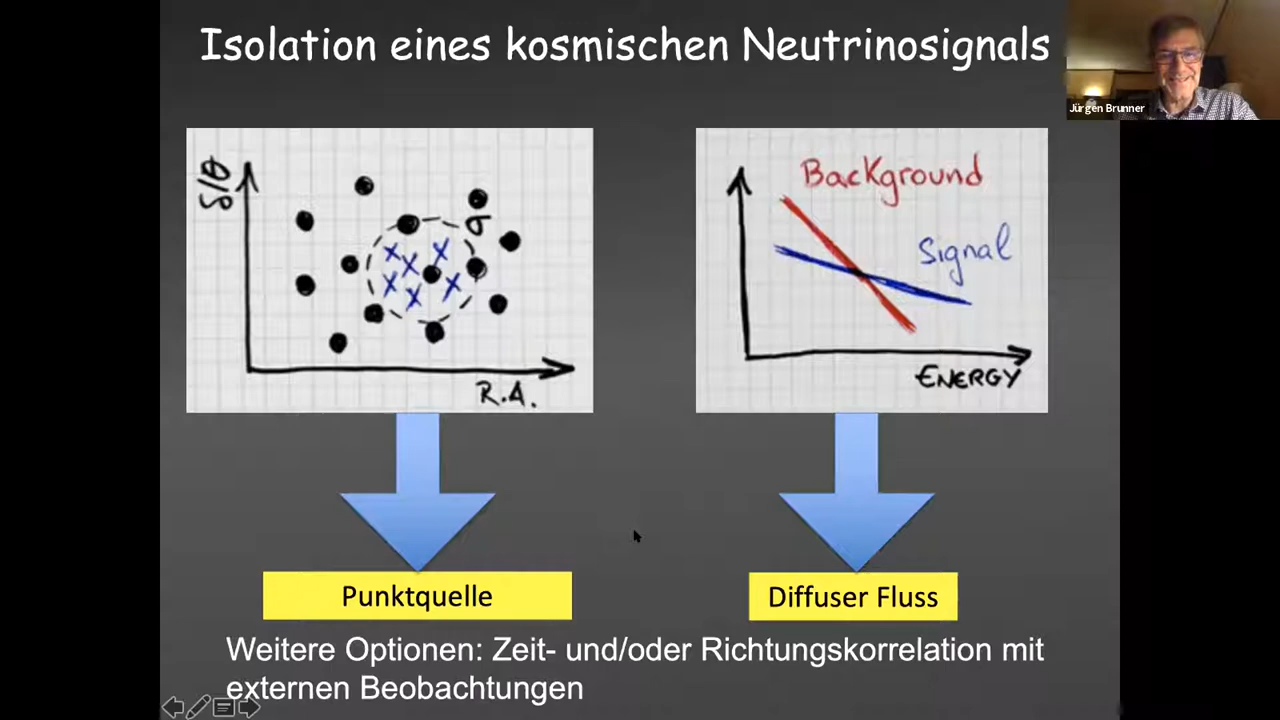 Isolation eines kosmischen Neutrinosignals
Jürgen Brunner
δ/θ
R.A.
Background
Signal
ENERGY
Punktquelle
Diffuser Fluss
Weitere Optionen: Zeit- und/oder Richtungskorrelation mit
externen Beobachtungen